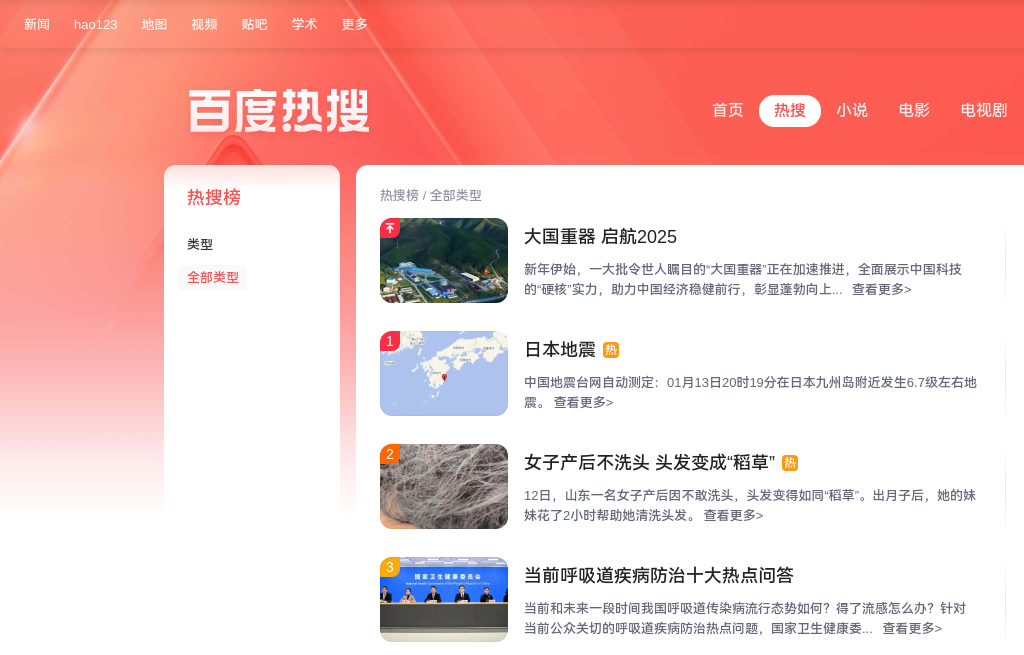 新闻 hao123 地图 视频 贴吧 学术 更多
百度热搜
首页 热搜 小说 电影 电视剧
热搜榜
类型
全部类型
热搜榜 / 全部类型
大国重器 启航2025
新年伊始，一大批令世人瞩目的“大国重器”正在加速推进，全面展示中国科技
的“硬核”实力，助力中国经济稳健前行，彰显蓬勃向上... 查看更多>
1
日本地震 热
中国地震台网自动测定：01月13日20时19分在日本九州岛附近发生6.7级左右地
震。 查看更多>
2
女子产后不洗头 头发变成“稻草” 热
12日，山东一名女子产后因不敢洗头，头发变得如同“稻草”。出月子后，她的妹
妹花了2小时帮助她清洗头发。 查看更多>
3
国家卫生健康委员会
当前呼吸道疾病防治十大热点问答
当前和未来一段时间我国呼吸道传染病流行态势如何？得了流感怎么办？针对
当前公众关切的呼吸道疾病防治热点问题，国家卫生健康委... 查看更多>